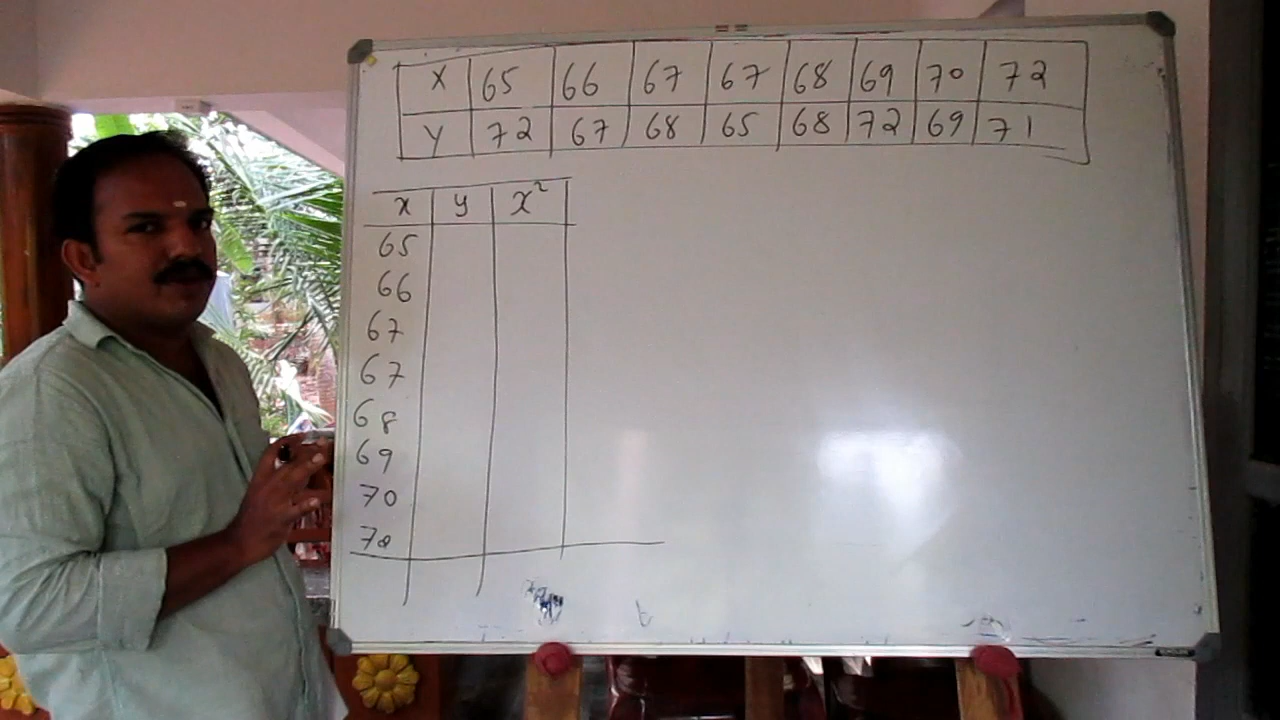 X 65 66 67 67 68 69 70 72
Y 72 67 68 65 68 72 69 71
x y x²
65
66
67
67
68
69
70
72